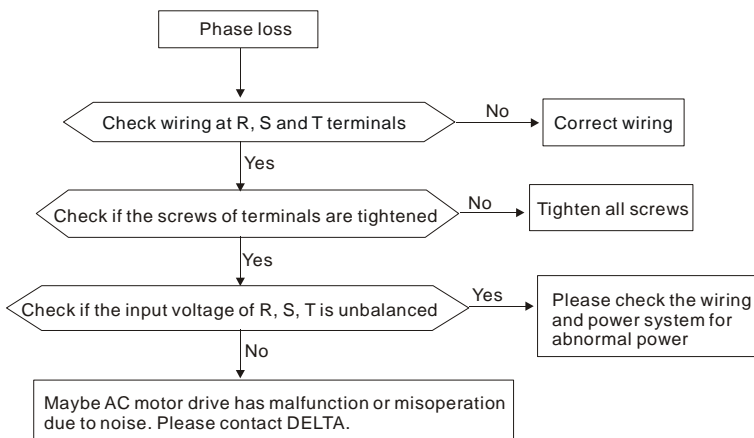 Phase loss
Check wiring at R, S and T terminals
No
Correct wiring
Yes
Check if the screws of terminals are tightened
No
Tighten all screws
Yes
Check if the input voltage of R, S, T is unbalanced
Yes
Please check the wiring
and power system for
abnormal power
No
Maybe AC motor drive has malfunction or misoperation
due to noise. Please contact DELTA.